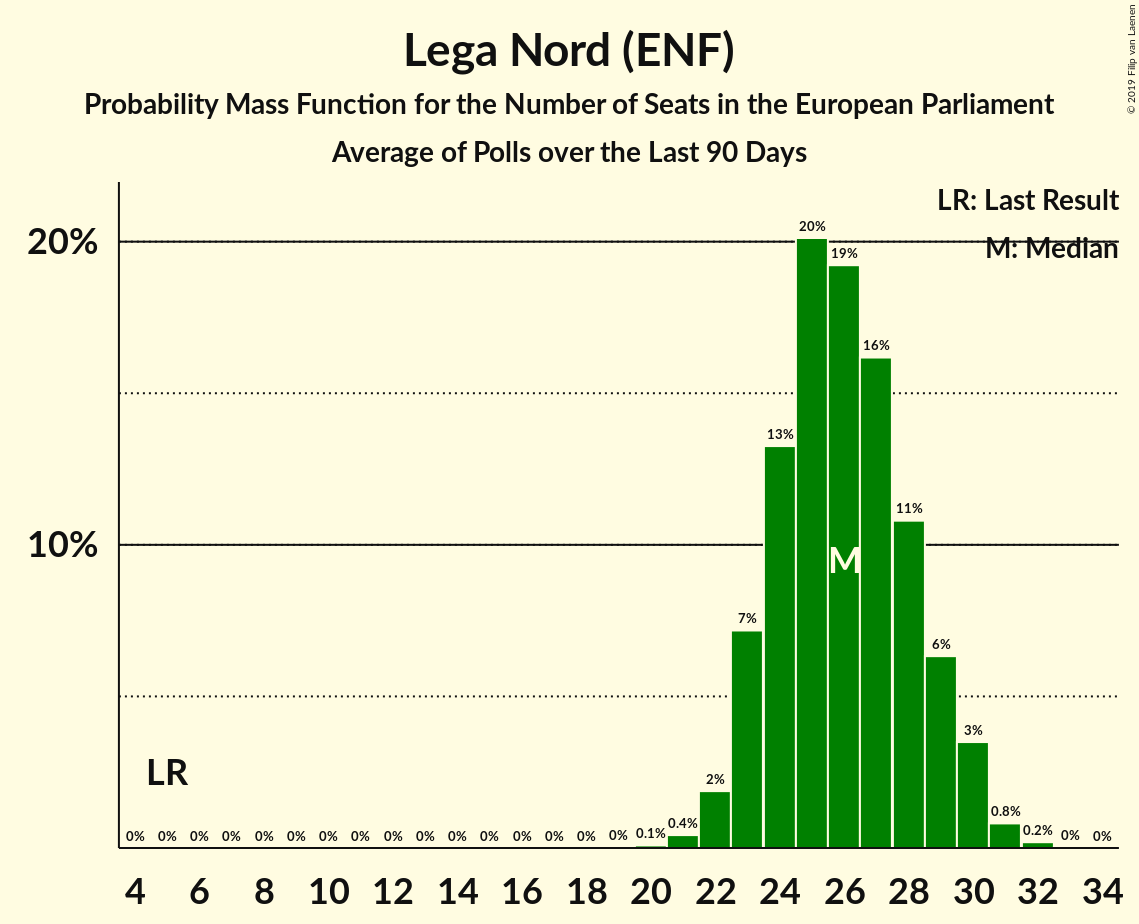 Lega Nord (ENF)
Probability Mass Function for the Number of Seats in the European Parliament
Average of Polls over the Last 90 Days
© 2019 Filip van Laenen
LR: Last Result
M: Median
20%
10%
0% 0% 0% 0% 0% 0% 0% 0% 0% 0% 0% 0% 0% 0% 0% 0% 0.1% 0.4% 2% 7% 13% 20% 19% 16% 11% 6% 3% 0.8% 0.2% 0% 0%
M
LR
4 6 8 10 12 14 16 18 20 22 24 26 28 30 32 34